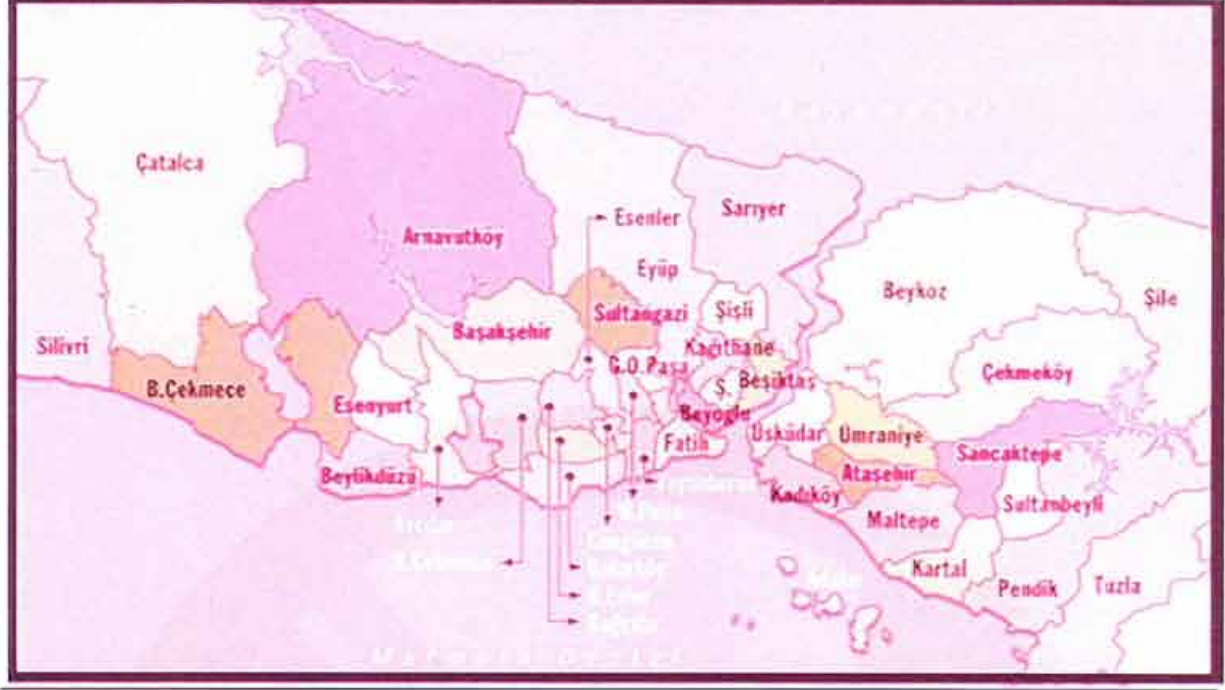 Çatalca
Arnavutköy
Esenler
Sarıyer
Eyüp
Beykoz
Şile
Sultangazi
Şişli
Silivri
Başakşehir
Kağıthane
G.O.Paşa
Çekmeköy
B.Çekmece
Ş.
Beşiktaş
Esenyurt
Beyoğlu
Fatih
Üsküdar
Ümraniye
Sancaktepe
Ataşehir
Beylikdüzü
Kadıköy
Sultanbeyli
Maltepe
Kartal
Pendik
Tuzla